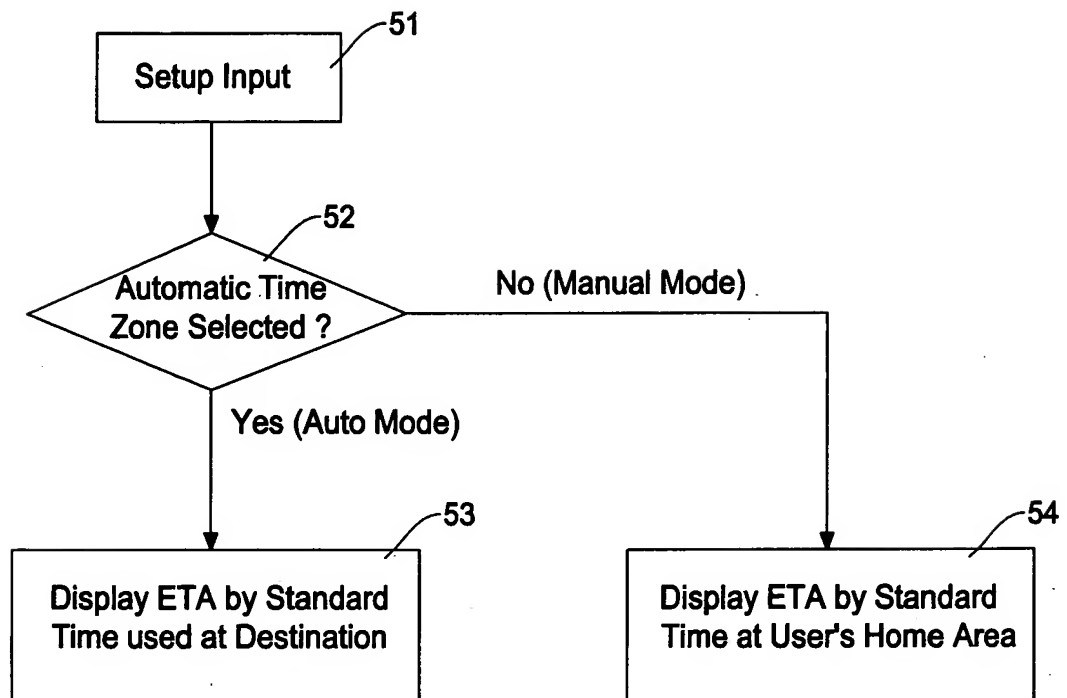 51
Setup Input
52
Automatic Time
Zone Selected ?
No (Manual Mode)
Yes (Auto Mode)
53
Display ETA by Standard
Time used at Destination
54
Display ETA by Standard
Time at User's Home Area